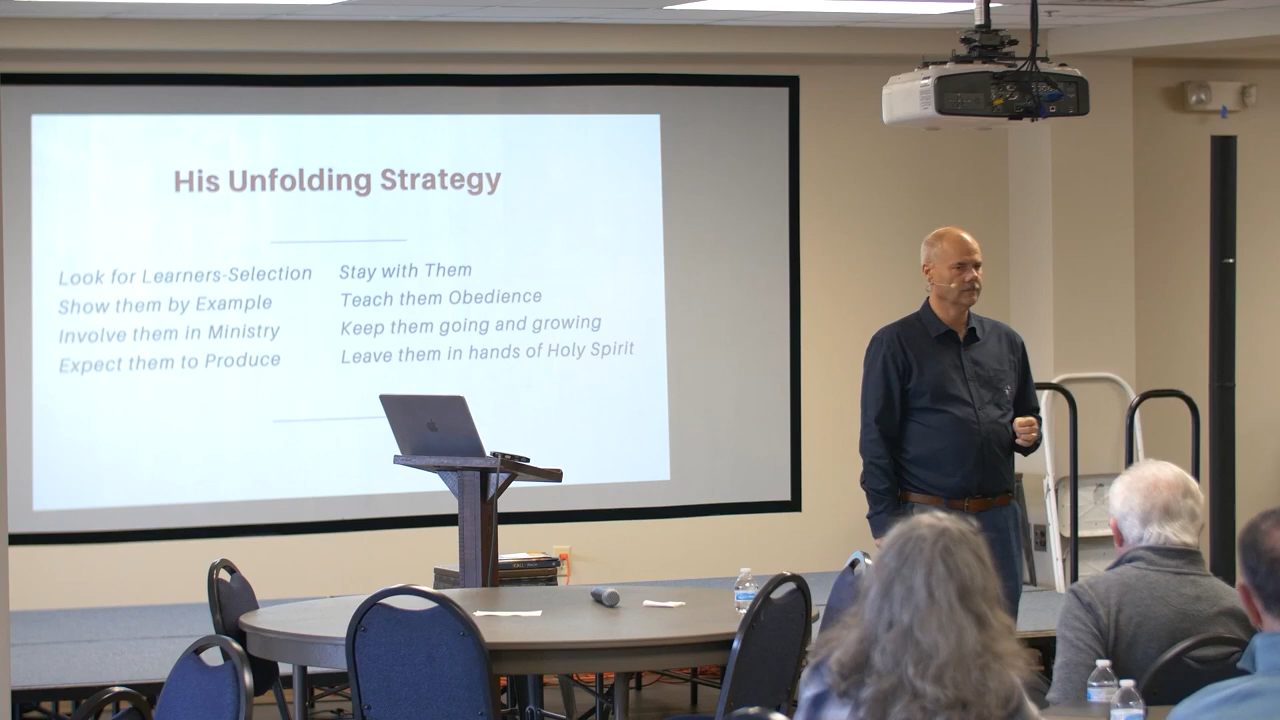 His Unfolding Strategy
Look for Learners-Selection
Show them by Example
Involve them in Ministry
Expect them to Produce
Stay with Them
Teach them Obedience
Keep them going and growing
Leave them in hands of Holy Spirit